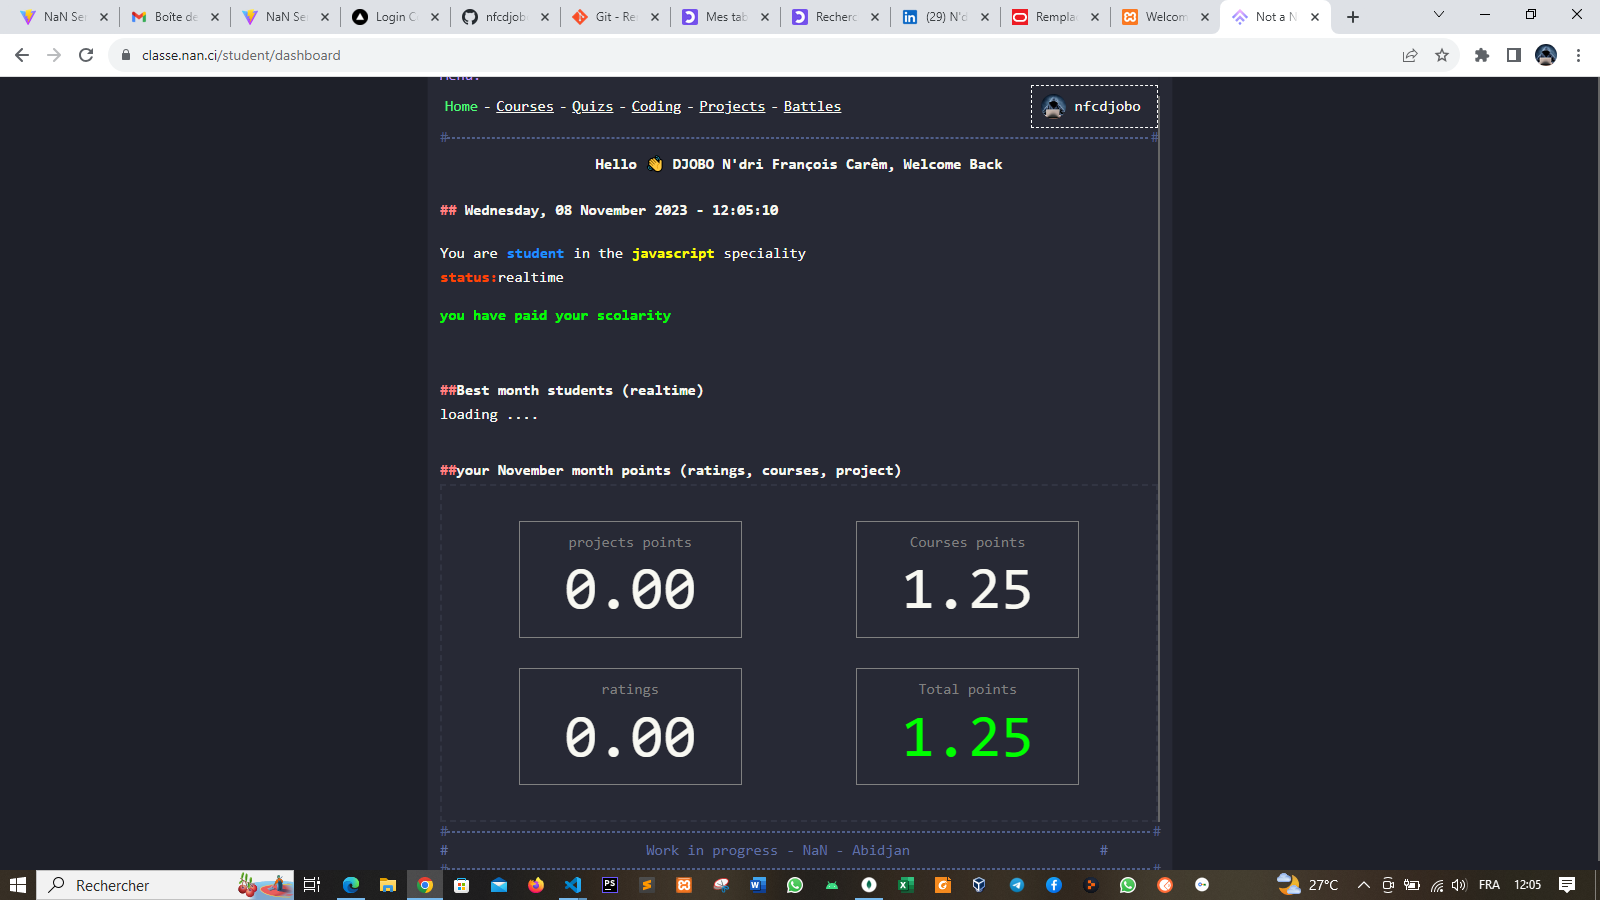 NaN Se
Boîte de
NaN Se
Login C
nfcdjob
Git - Re
Mes tab
Recherc
(29) N'd
Rempla
Welcom
Not a N
classe.nan.ci/student/dashboard
Home - Courses - Quizs - Coding - Projects - Battles
nfcdjobo
#------#
Hello 👋 DJOBO N'dri François Carêm, Welcome Back
## Wednesday, 08 November 2023 - 12:05:10
You are student in the javascript speciality
status:realtime
you have paid your scolarity
##Best month students (realtime)
loading ....
##your November month points (ratings, courses, project)
projects points
0.00
Courses points
1.25
ratings
0.00
Total points
1.25
#------#
# Work in progress - NaN - Abidjan #
#------#
Rechercher
27°C
FRA
12:05